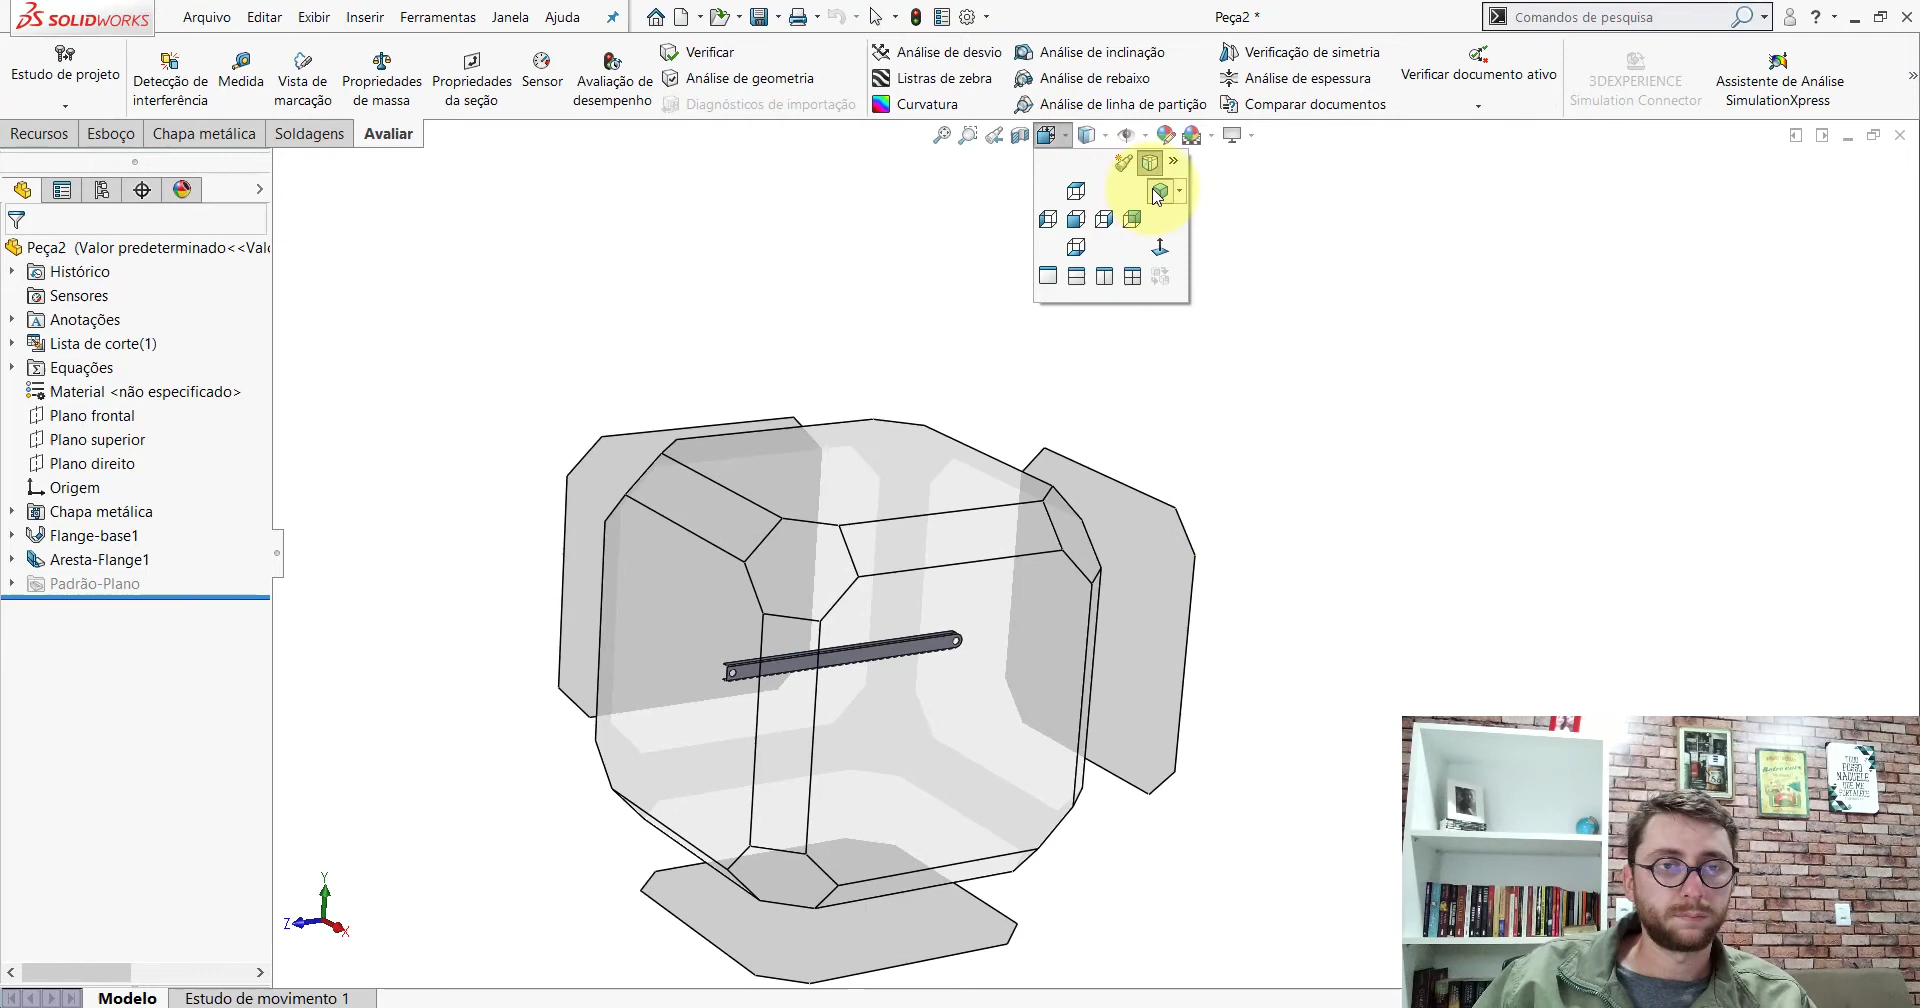 SOLIDWORKS
Arquivo Editar Exibir Inserir Ferramentas Janela Ajuda
Peça2 *
Comandos de pesquisa
Estudo de projeto
Detecção de interferência
Medida
Vista de marcação
Propriedades de massa
Propriedades da seção
Sensor
Avaliação de desempenho
Verificar
Análise de geometria
Diagnósticos de importação
Análise de desvio
Listras de zebra
Curvatura
Análise de inclinação
Análise de rebaixo
Análise de linha de partição
Verificação de simetria
Análise de espessura
Comparar documentos
Verificar documento ativo
3DEXPERIENCE
Simulation Connector
Assistente de Análise
SimulationXpress
Recursos Esboço Chapa metálica Soldagens Avaliar
Peça2 (Valor predeterminado<<Val
Histórico
Sensores
Anotações
Lista de corte(1)
Equações
Material <não especificado>
Plano frontal
Plano superior
Plano direito
Origem
Chapa metálica
Flange-base1
Aresta-Flange1
Padrão-Plano
Y
Z
X
TUDO
POSSO
NAQUELE
QUE ME
FORTALECE
Modelo Estudo de movimento 1